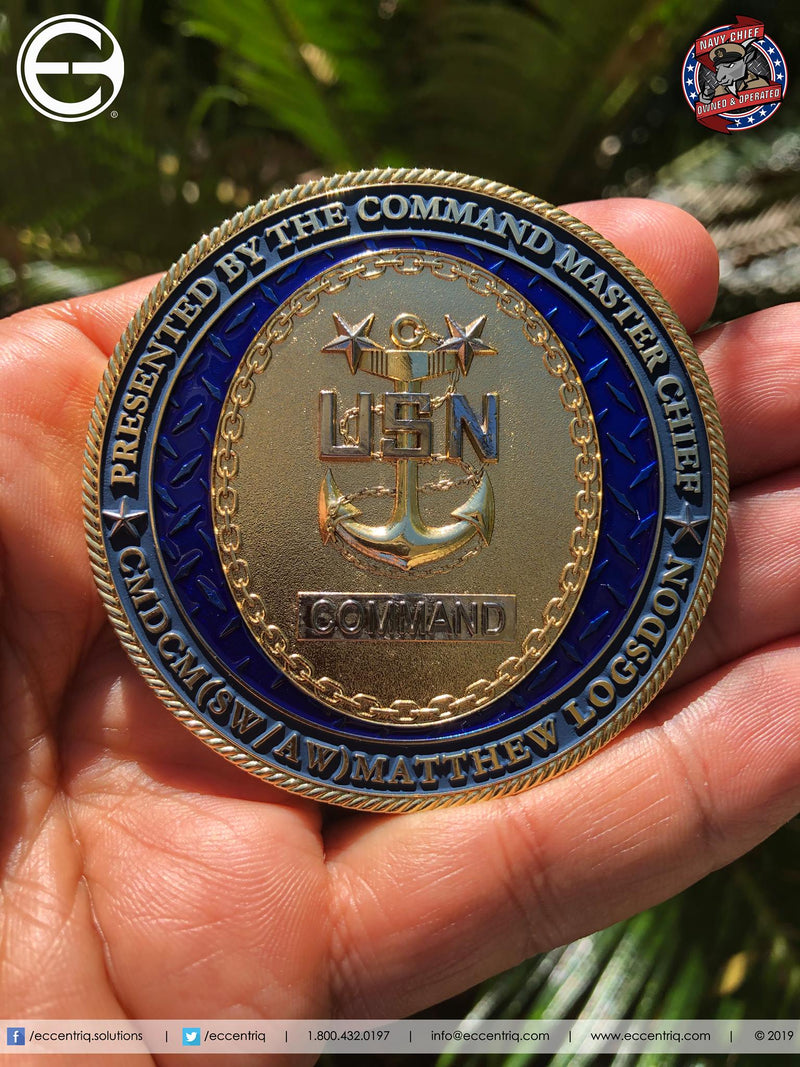 NAVY CHIEF
OWNED & OPERATED
PRESENTED BY THE COMMAND MASTER CHIEF
USN
COMMAND
CMDCM(SW/AW)MATTHEW LOGSDON
/eccentriq.solutions | /eccentriq | 1.800.432.0197 | info@eccentriq.com | www.eccentriq.com | © 2019